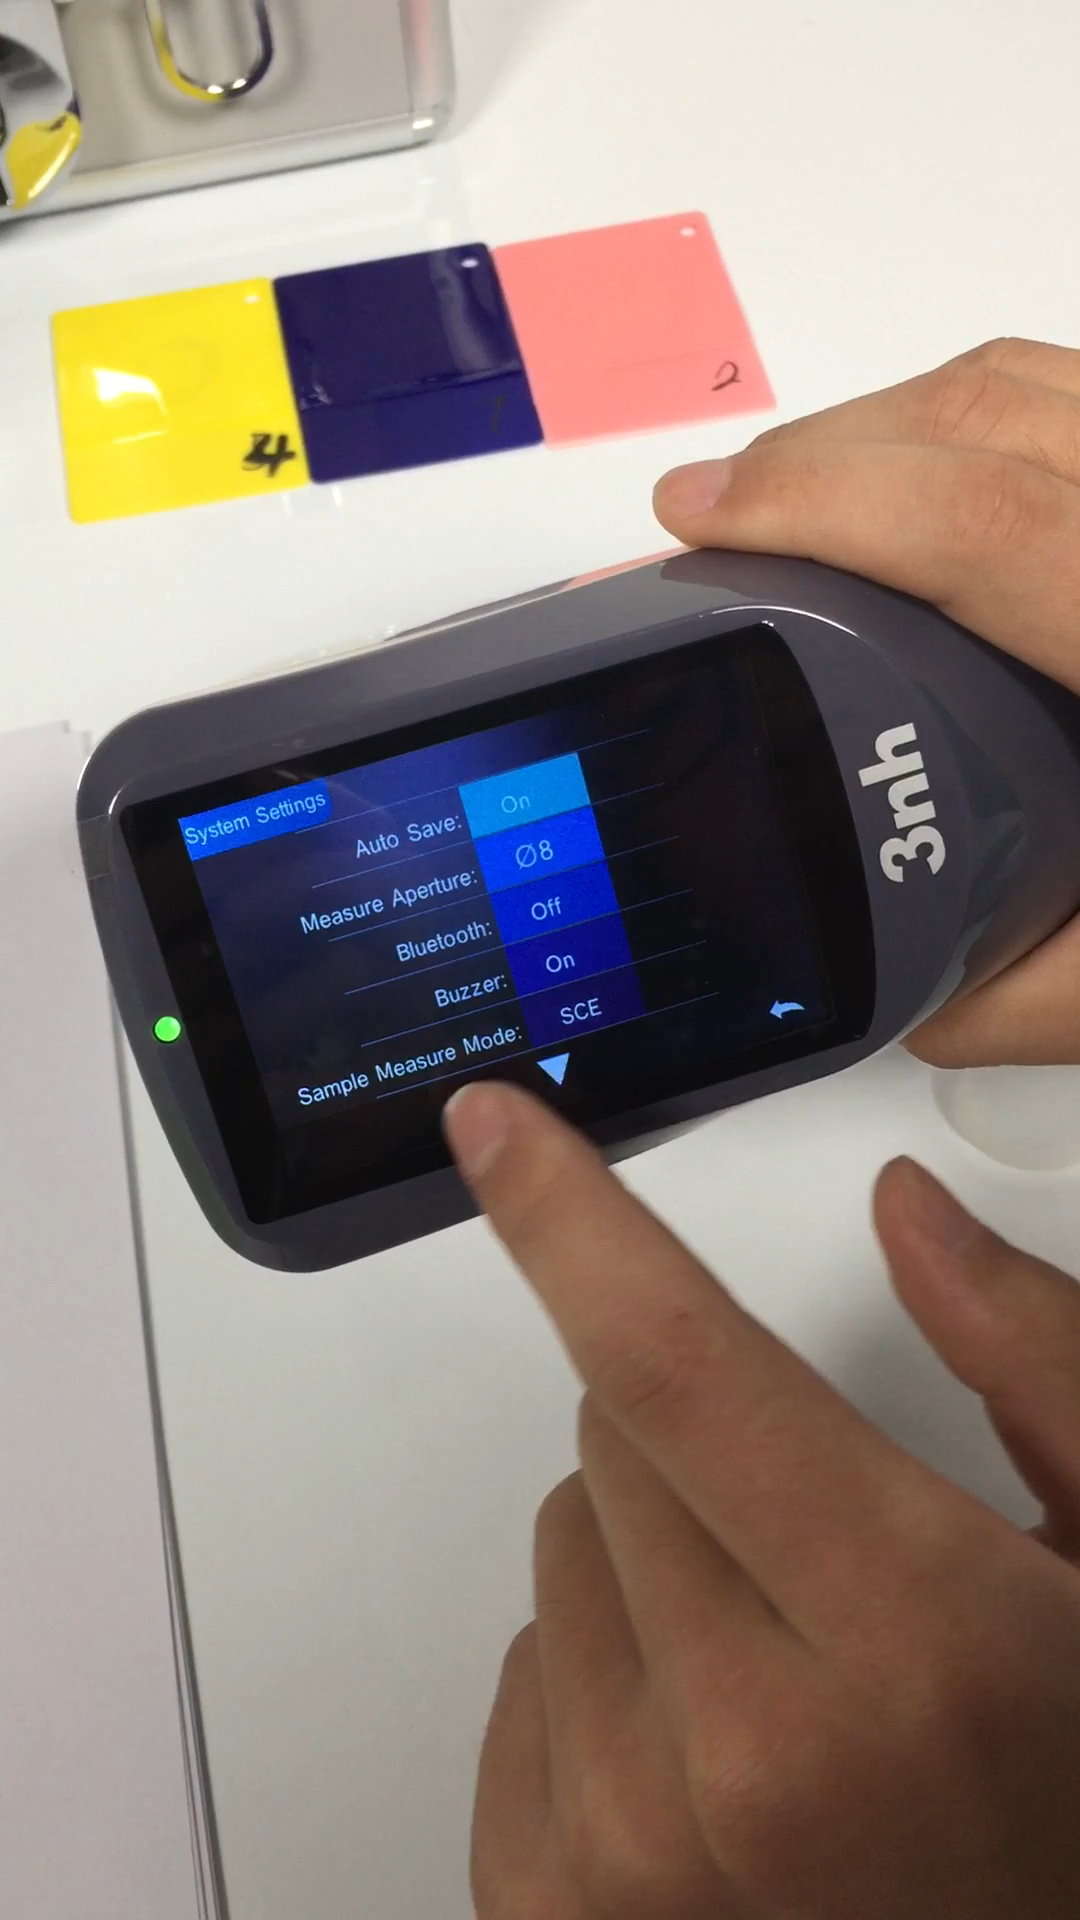 4
1
2
3nh
System Settings
Auto Save: On
Measure Aperture: Ø8
Bluetooth: Off
Buzzer: On
Sample Measure Mode: SCE